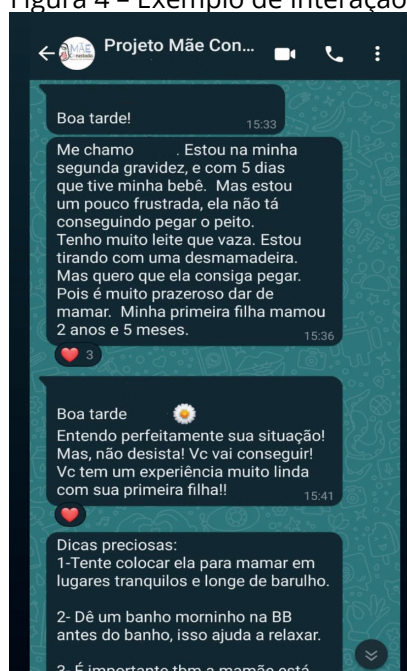 Figura 4 – Exemplo de interação
MÃE
Projeto Mãe Con...
Boa tarde!
15:33
Me chamo . Estou na minha
segunda gravidez, e com 5 dias
que tive minha bebê. Mas estou
um pouco frustrada, ela não tá
conseguindo pegar o peito.
Tenho muito leite que vaza. Estou
tirando com uma desmamadeira.
Mas quero que ela consiga pegar.
Pois é muito prazeroso dar de
mamar. Minha primeira filha mamou
2 anos e 5 meses.
15:36
❤️ 3
Boa tarde 🌼
Entendo perfeitamente sua situação!
Mas, não desista! Vc vai conseguir!
Vc tem um experiência muito linda
com sua primeira filha!!
15:41
❤️
Dicas preciosas:
1-Tente colocar ela para mamar em
lugares tranquilos e longe de barulho.
2- Dê um banho morninho na BB
antes do banho, isso ajuda a relaxar.
3- É importante tbm a mamãe está